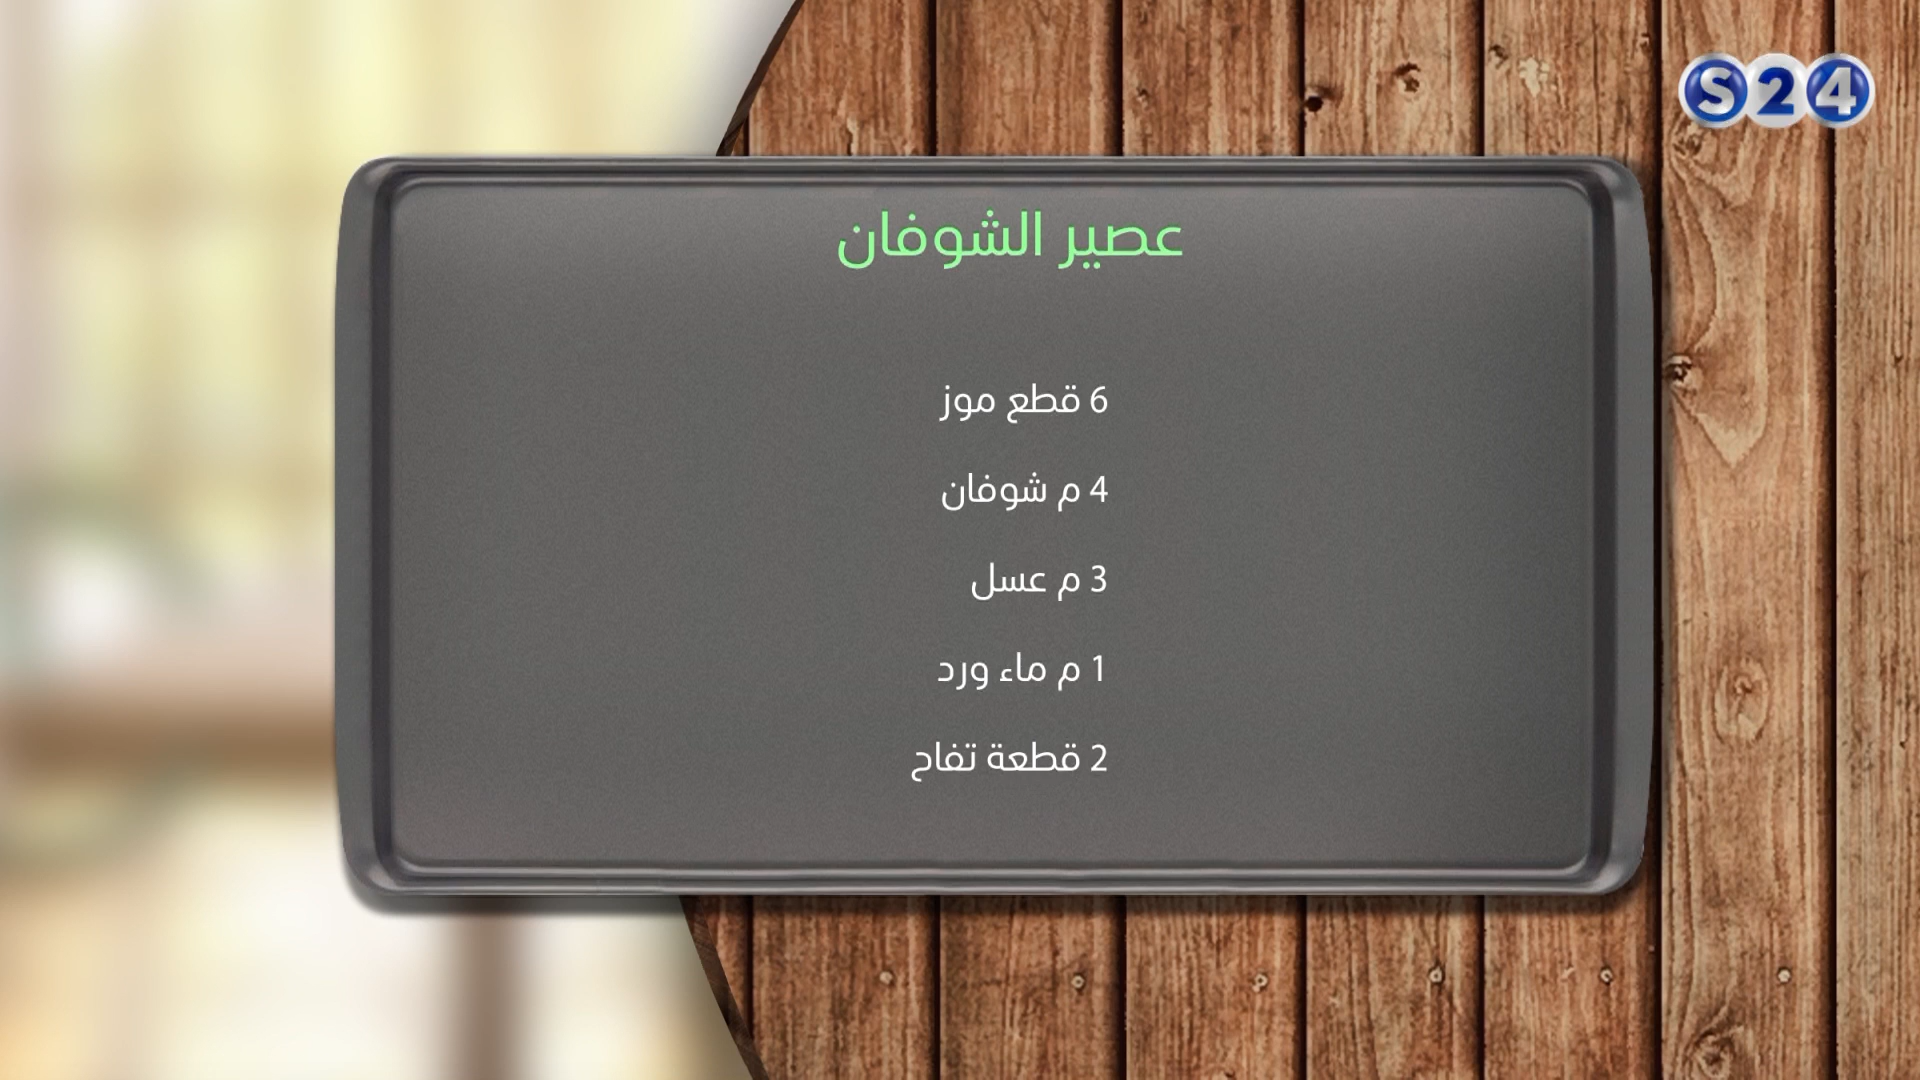 S24
عصير الشوفان
6 قطع موز
4 م شوفان
3 م عسل
1 م ماء ورد
2 قطعة تفاح